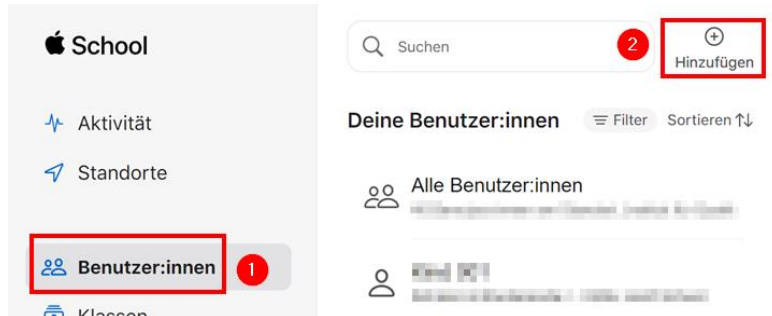 School
Aktivität
Standorte
Benutzer:innen
1
Klassen
Suchen
2
Hinzufügen
Deine Benutzer:innen
Filter
Sortieren ↑↓
Alle Benutzer:innen